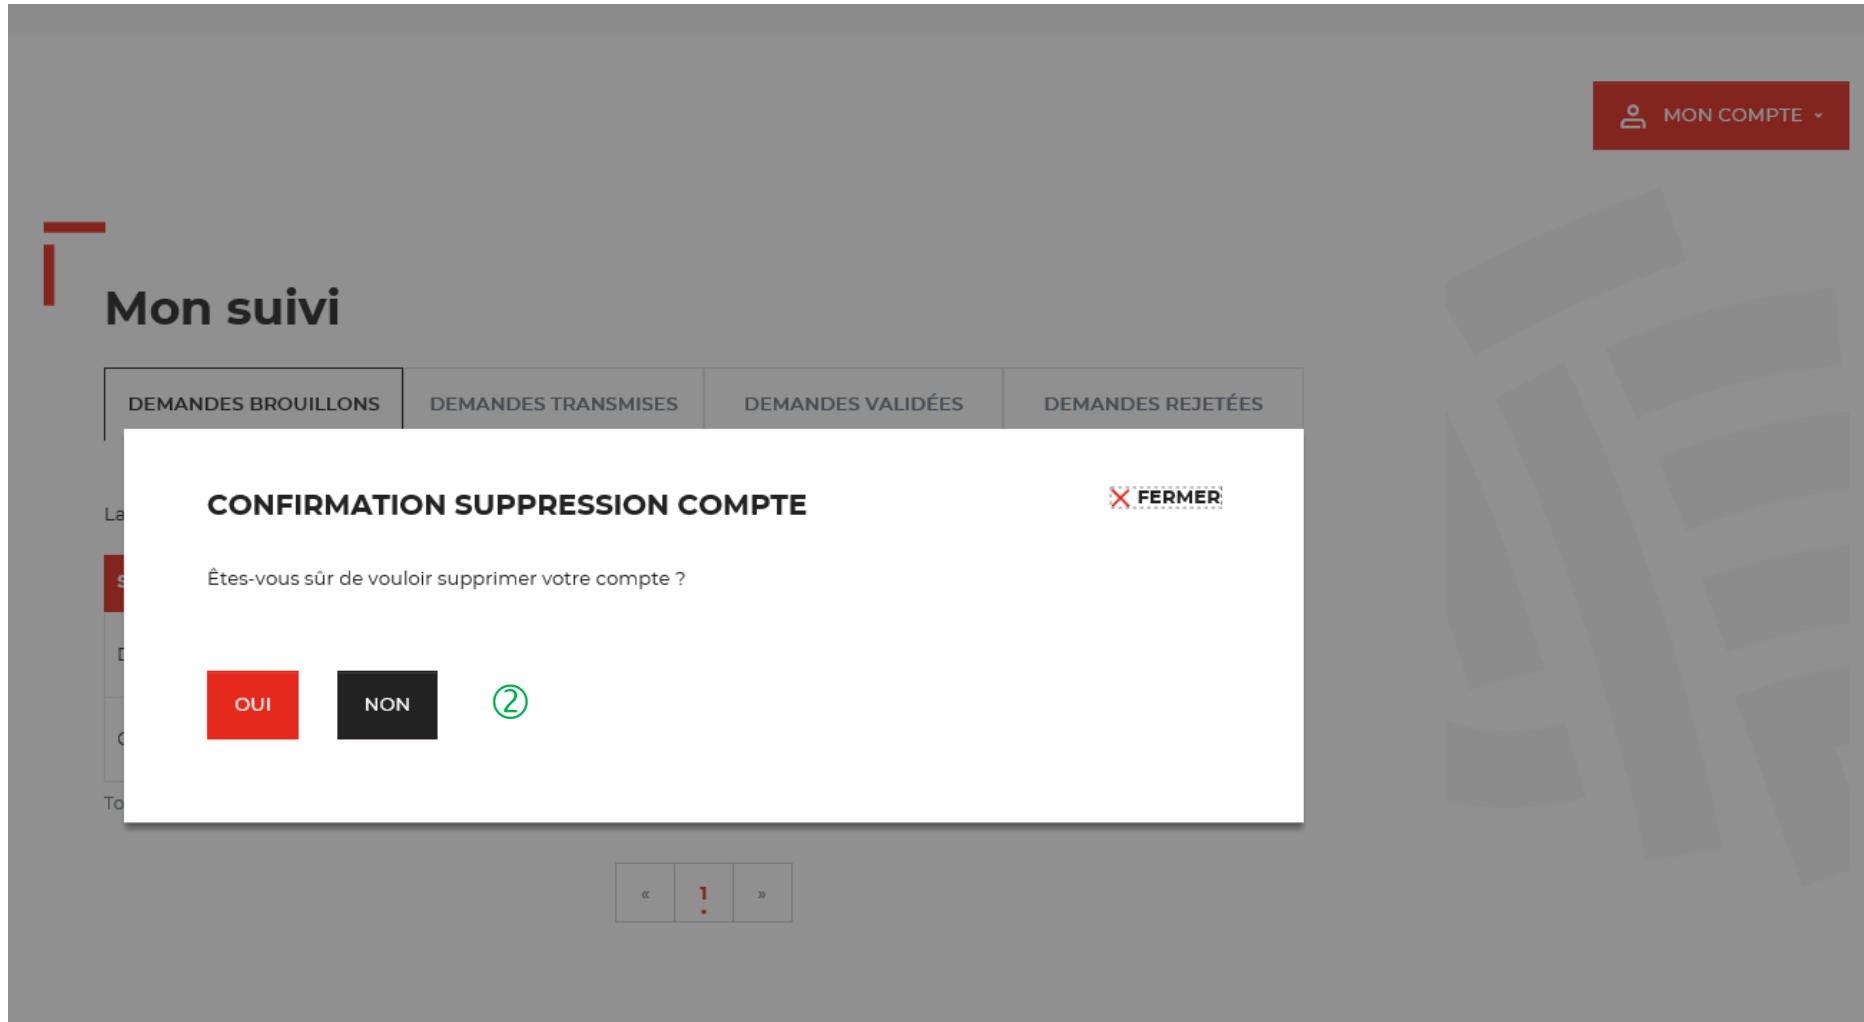 MON COMPTE
Mon suivi
DEMANDES BROUILLONS DEMANDES TRANSMISES DEMANDES VALIDÉES DEMANDES REJETÉES
La
CONFIRMATION SUPPRESSION COMPTE
FERMER
Êtes-vous sûr de vouloir supprimer votre compte ?
OUI NON ②
To
« 1 »